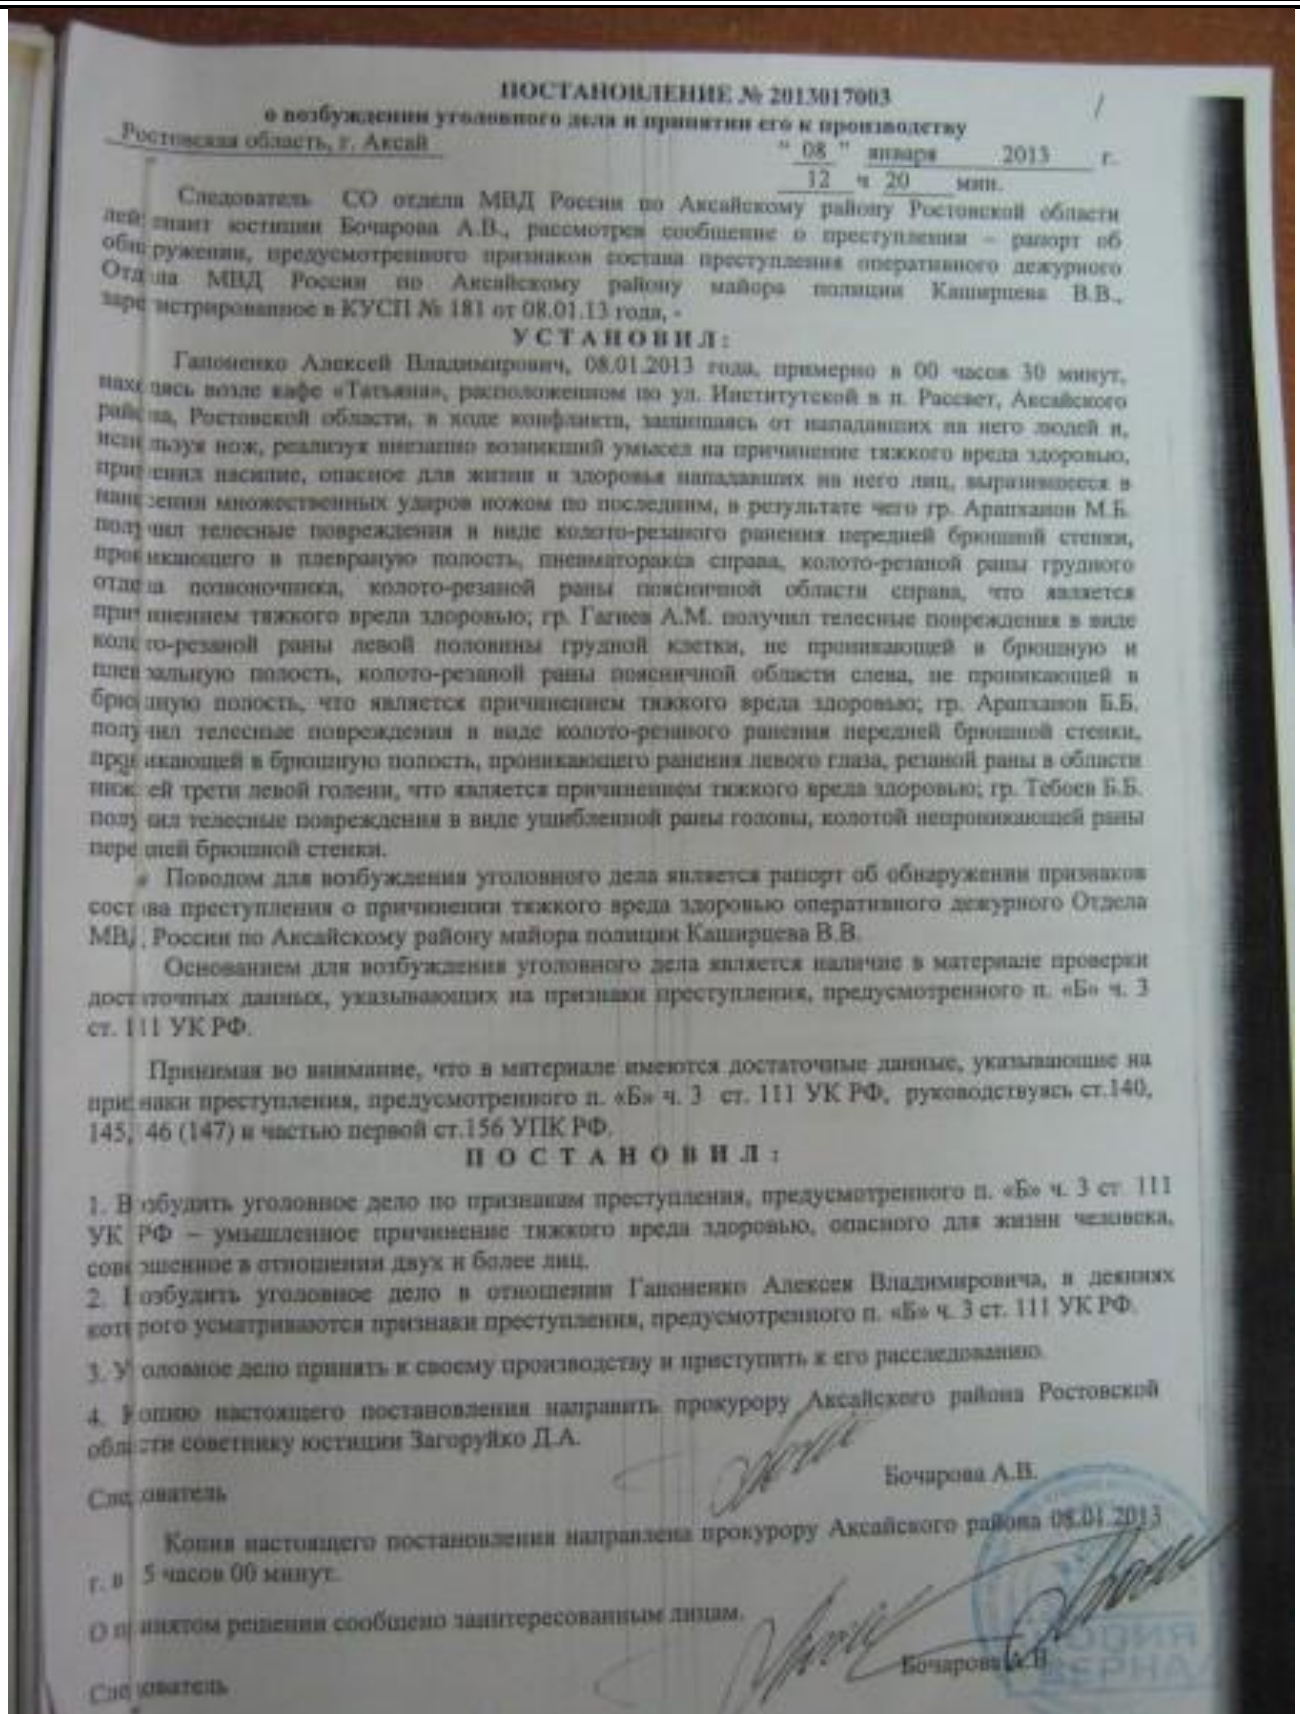 ПОСТАНОВЛЕНИЕ № 2013017003
/
о возбуждении уголовного дела и принятии его к производству
Ростовская область, г. Аксай
" 08 " января 2013 г.
12 ч 20 мин.
Следователь СО отдела МВД России по Аксайскому району Ростовской области
лейтенант юстиции Бочарова А.В., рассмотрев сообщение о преступлении – рапорт об
обнаружении, предусмотренного признаков состава преступления оперативного дежурного
Отдела МВД России по Аксайскому району майора полиции Каширцева В.В.,
зарегистрированное в КУСП № 181 от 08.01.13 года, -
УСТАНОВИЛ:
Гапоненко Алексей Владимирович, 08.01.2013 года, примерно в 00 часов 30 минут,
находясь возле кафе «Татьяна», расположенном по ул. Институтской в п. Рассвет, Аксайского
района, Ростовской области, в ходе конфликта, защищаясь от нападавших на него людей и,
используя нож, реализуя внезапно возникший умысел на причинение тяжкого вреда здоровью,
применил насилие, опасное для жизни и здоровья нападавших на него лиц, выразившееся в
нанесении множественных ударов ножом по последним, в результате чего гр. Арапханов М.Б.
получил телесные повреждения в виде колото-резаного ранения передней брюшной стенки,
проникающего в плевраную полость, пневматоракса справа, колото-резаной раны грудного
отдела позвоночника, колото-резаной раны поясничной области справа, что является
причинением тяжкого вреда здоровью; гр. Гагиев А.М. получил телесные повреждения в виде
колото-резаной раны левой половины грудной клетки, не проникающей в брюшную и
плевральную полость, колото-резаной раны поясничной области слева, не проникающей в
брюшную полость, что является причинением тяжкого вреда здоровью; гр. Арапханов Б.Б.
получил телесные повреждения в виде колото-резаного ранения передней брюшной стенки,
проникающей в брюшную полость, проникающего ранения левого глаза, резаной раны в области
нижней трети левой голени, что является причинением тяжкого вреда здоровью; гр. Тебоев Б.Б.
получил телесные повреждения в виде ушибленной раны головы, колотой непроникающей раны
передней брюшной стенки.
Поводом для возбуждения уголовного дела является рапорт об обнаружении признаков
состава преступления о причинении тяжкого вреда здоровью оперативного дежурного Отдела
МВД России по Аксайскому району майора полиции Каширцева В.В.
Основанием для возбуждения уголовного дела является наличие в материале проверки
достаточных данных, указывающих на признаки преступления, предусмотренного п. «Б» ч. 3
ст. 111 УК РФ.
Принимая во внимание, что в материале имеются достаточные данные, указывающие на
признаки преступления, предусмотренного п. «Б» ч. 3 ст. 111 УК РФ, руководствуясь ст.140,
145, 146 (147) и частью первой ст.156 УПК РФ.
ПОСТАНОВИЛ:
1. Возбудить уголовное дело по признакам преступления, предусмотренного п. «Б» ч. 3 ст. 111
УК РФ – умышленное причинение тяжкого вреда здоровью, опасного для жизни человека,
совершенное в отношении двух и более лиц.
2. Возбудить уголовное дело в отношении Гапоненко Алексея Владимировича, в деяниях
которого усматриваются признаки преступления, предусмотренного п. «Б» ч. 3 ст. 111 УК РФ.
3. Уголовное дело принять к своему производству и приступить к его расследованию.
4. Копию настоящего постановления направить прокурору Аксайского района Ростовской
области советнику юстиции Загоруйко Д.А.
Следователь Бочарова А.В.
Копия настоящего постановления направлена прокурору Аксайского района 08.01.2013
г. в 15 часов 00 минут.
О принятом решении сообщено заинтересованным лицам.
Следователь Бочарова А.В.
КОПИЯ
ВЕРНА